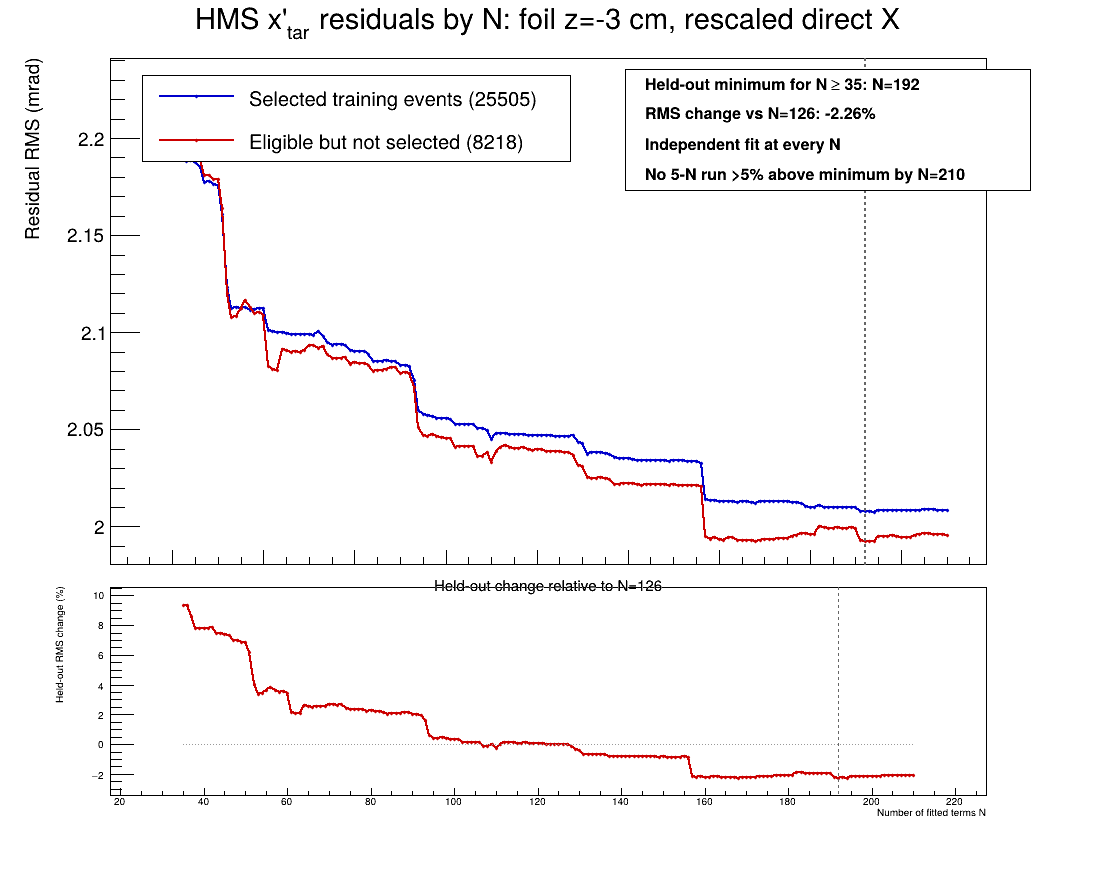 HMS x'tar residuals by N: foil z=-3 cm, rescaled direct X
Residual RMS (mrad)
Selected training events (25505)
Eligible but not selected (8218)
Held-out minimum for N ≥ 35: N=192
RMS change vs N=126: -2.26%
Independent fit at every N
No 5-N run >5% above minimum by N=210
2.2
2.15
2.1
2.05
2
Held-out change relative to N=126
Held-out RMS change (%)
10
8
6
4
2
0
−2
20 40 60 80 100 120 140 160 180 200 220
Number of fitted terms N